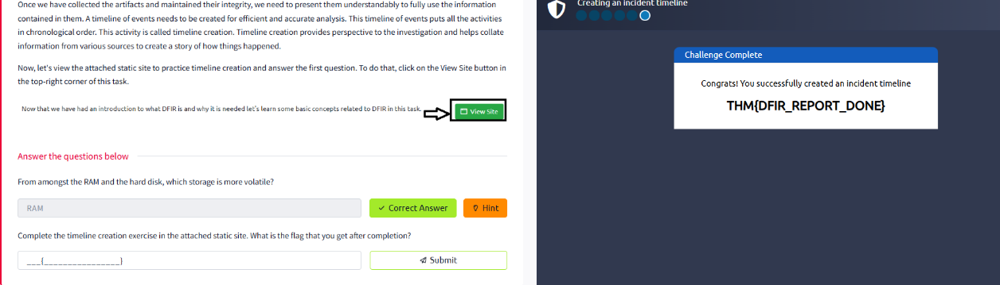 Once we have collected the artifacts and maintained their integrity, we need to present them understandably to fully use the information
contained in them. A timeline of events needs to be created for efficient and accurate analysis. This timeline of events puts all the activities
in chronological order. This activity is called timeline creation. Timeline creation provides perspective to the investigation and helps collate
information from various sources to create a story of how things happened.
Now, let's view the attached static site to practice timeline creation and answer the first question. To do that, click on the View Site button in
the top-right corner of this task.
Now that we have had an introduction to what DFIR is and why it is needed let's learn some basic concepts related to DFIR in this task.
View Site
Answer the questions below
From amongst the RAM and the hard disk, which storage is more volatile?
RAM
Correct Answer
Hint
Complete the timeline creation exercise in the attached static site. What is the flag that you get after completion?
___{________________}
Submit
Creating an incident timeline
Challenge Complete
Congrats! You successfully created an incident timeline
THM{DFIR_REPORT_DONE}